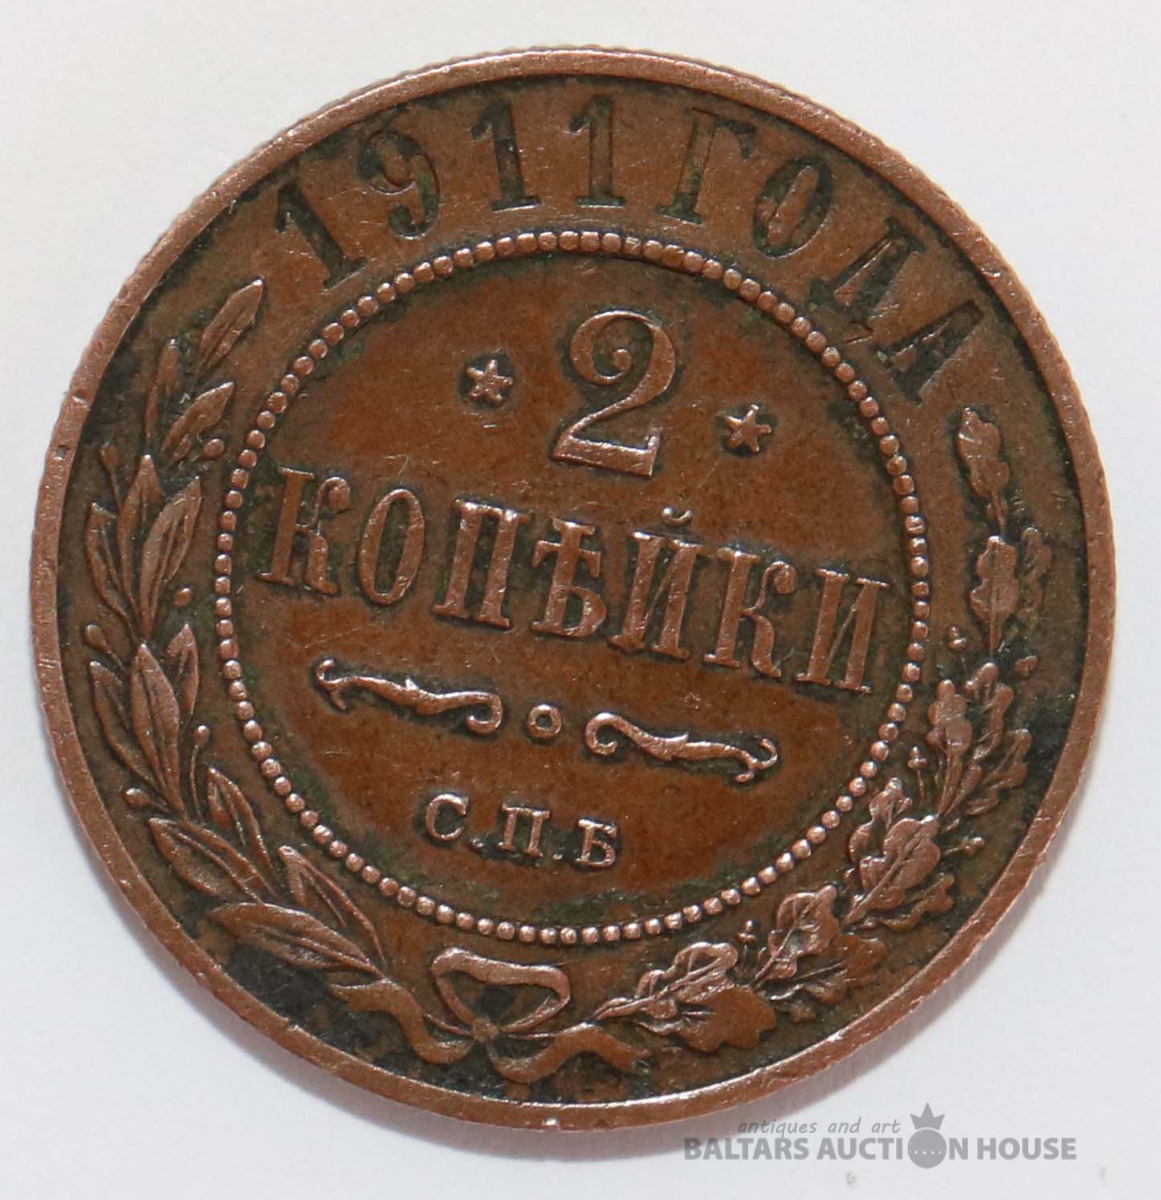 1911 ГОДА
2
КОПѢЙКИ
С.П.Б
antiques and art
BALTARS AUCTION HOUSE